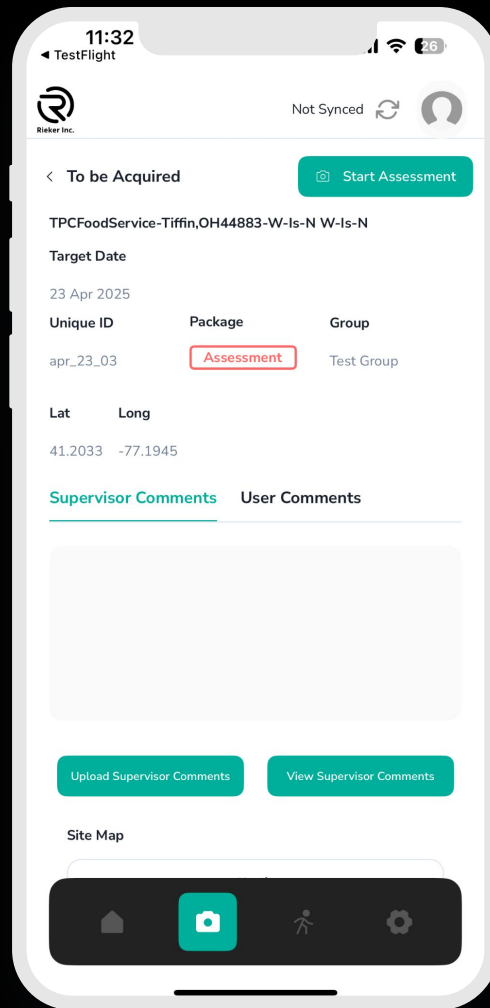 11:32
◀ TestFlight
26
Rieker Inc.
Not Synced
< To be Acquired
Start Assessment
TPCFoodService-Tiffin,OH44883-W-Is-N W-Is-N
Target Date
23 Apr 2025
Unique ID Package Group
apr_23_03 Assessment Test Group
Lat Long
41.2033 -77.1945
Supervisor Comments User Comments
Upload Supervisor Comments View Supervisor Comments
Site Map